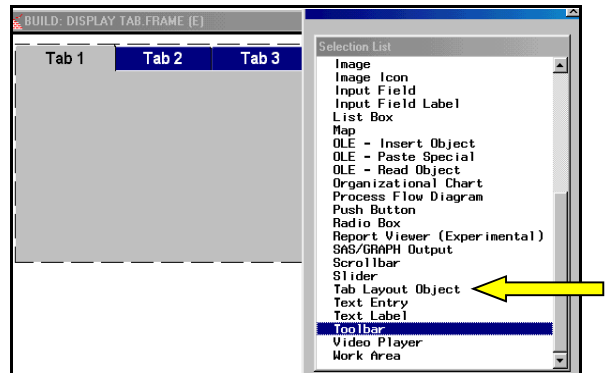 BUILD: DISPLAY TAB.FRAME (E)
Tab 1 Tab 2 Tab 3
Selection List
Image
Image Icon
Input Field
Input Field Label
List Box
Map
OLE - Insert Object
OLE - Paste Special
OLE - Read Object
Organizational Chart
Process Flow Diagram
Push Button
Radio Box
Report Viewer (Experimental)
SAS/GRAPH Output
Scrollbar
Slider
Tab Layout Object
Text Entry
Text Label
Toolbar
Video Player
Work Area